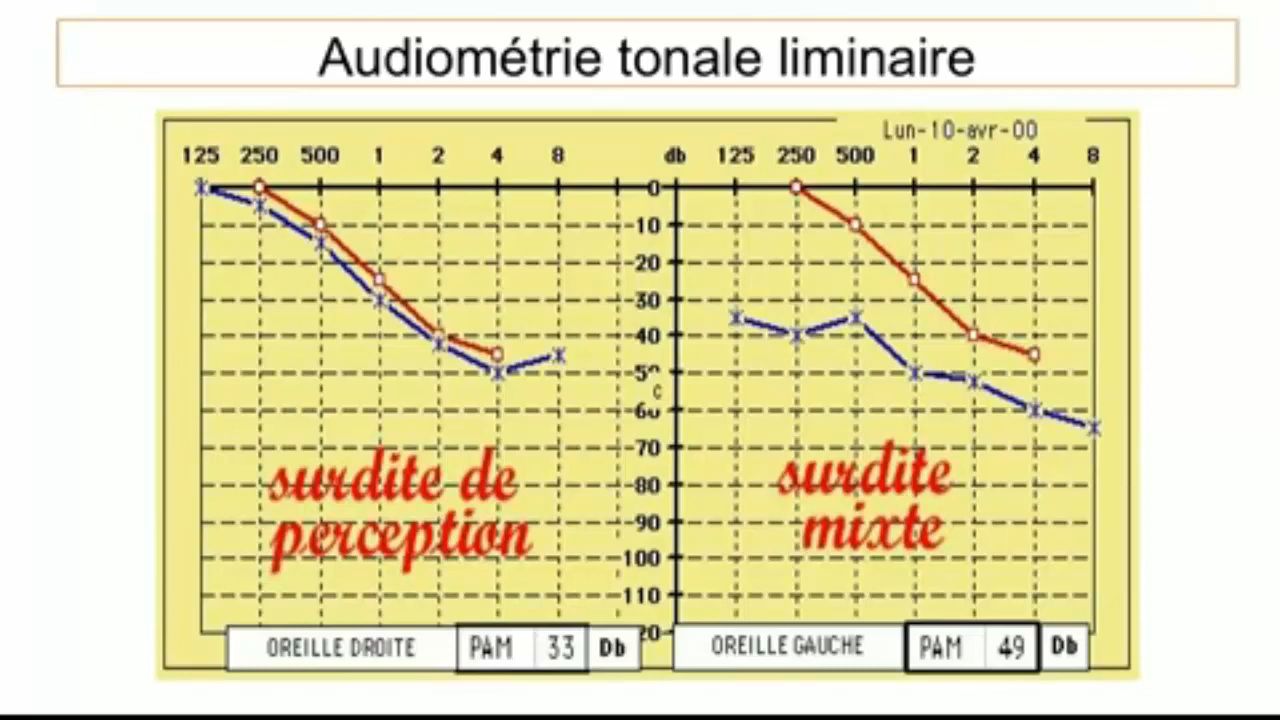 Audiométrie tonale liminaire
Lun-10-avr-00
125 250 500 1 2 4 8 db 125 250 500 1 2 4 8
0
10
20
30
40
50
60
70
80
90
100
110
surdite de
perception
surdite
mixte
OREILLE DROITE PAM 33 Db
OREILLE GAUCHE PAM 49 Db